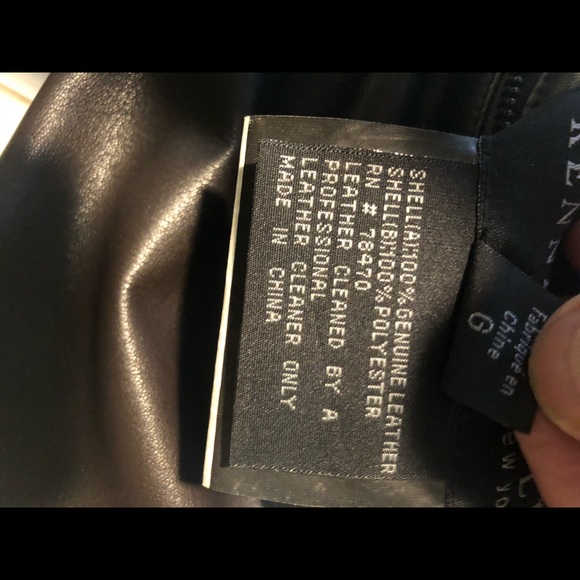 SHELL(A)100%GENUINE LEATHER
SHELL(B)100%POLYESTER
RN # 78470
LEATHER CLEANED BY A
PROFESSIONAL
LEATHER CLEANER ONLY
MADE IN CHINA
Fabriqué en
Chine